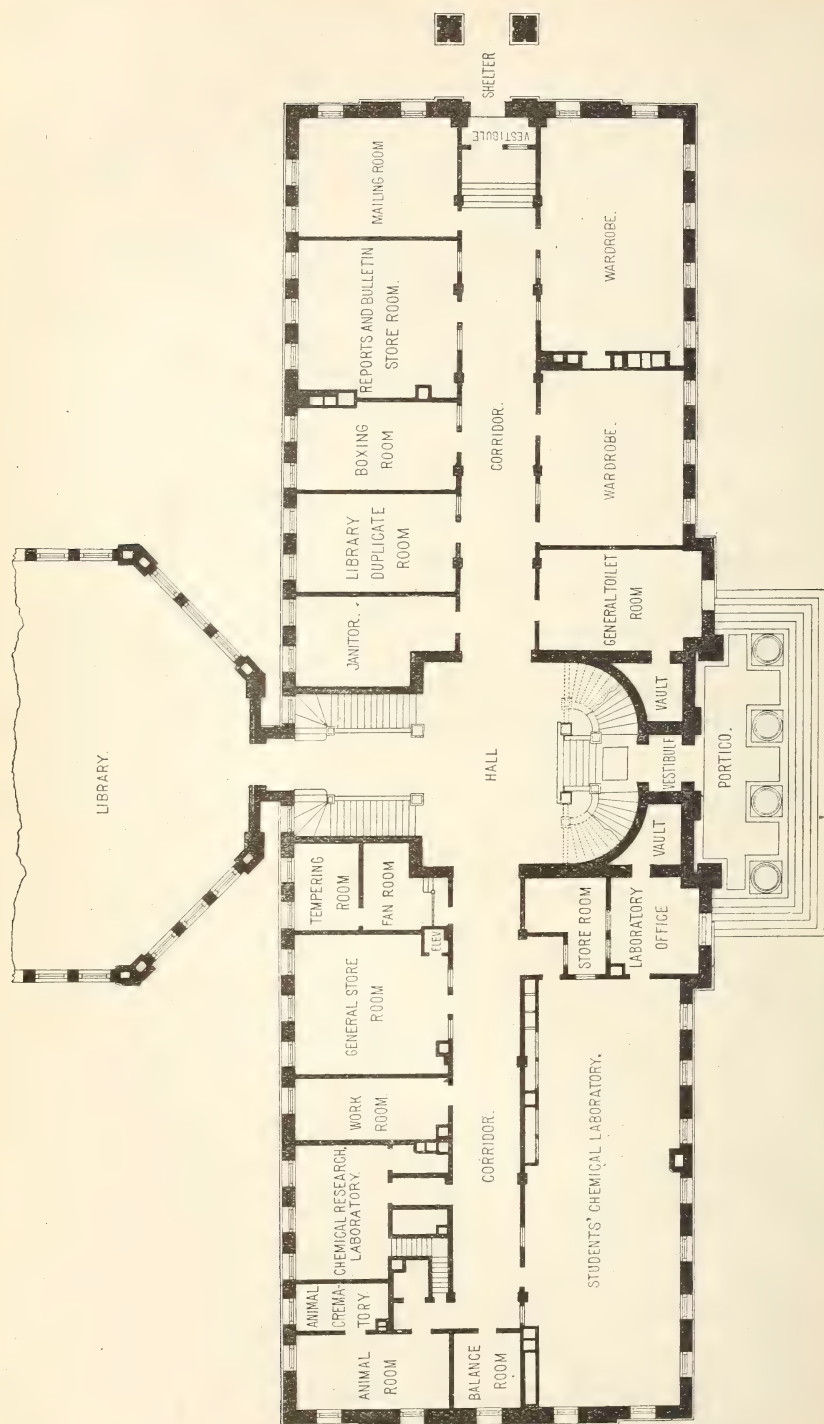 LIBRARY.
SHELTER
VESTIBULE
MAILING ROOM
REPORTS AND BULLETIN
STORE ROOM.
BOXING
ROOM
LIBRARY
DUPLICATE
ROOM
JANITOR.
TEMPERING
ROOM
FAN ROOM
ELEV
GENERAL STORE
ROOM
WORK
ROOM.
CHEMICAL RESEARCH.
LABORATORY.
ANIMAL
CREMA-
TORY.
ANIMAL
ROOM
BALANCE
ROOM
CORRIDOR.
HALL
CORRIDOR.
WARDROBE.
WARDROBE.
GENERAL TOILET
ROOM
VAULT
VESTIBULE
VAULT
PORTICO.
STORE ROOM
LABORATORY
OFFICE
STUDENTS' CHEMICAL LABORATORY.